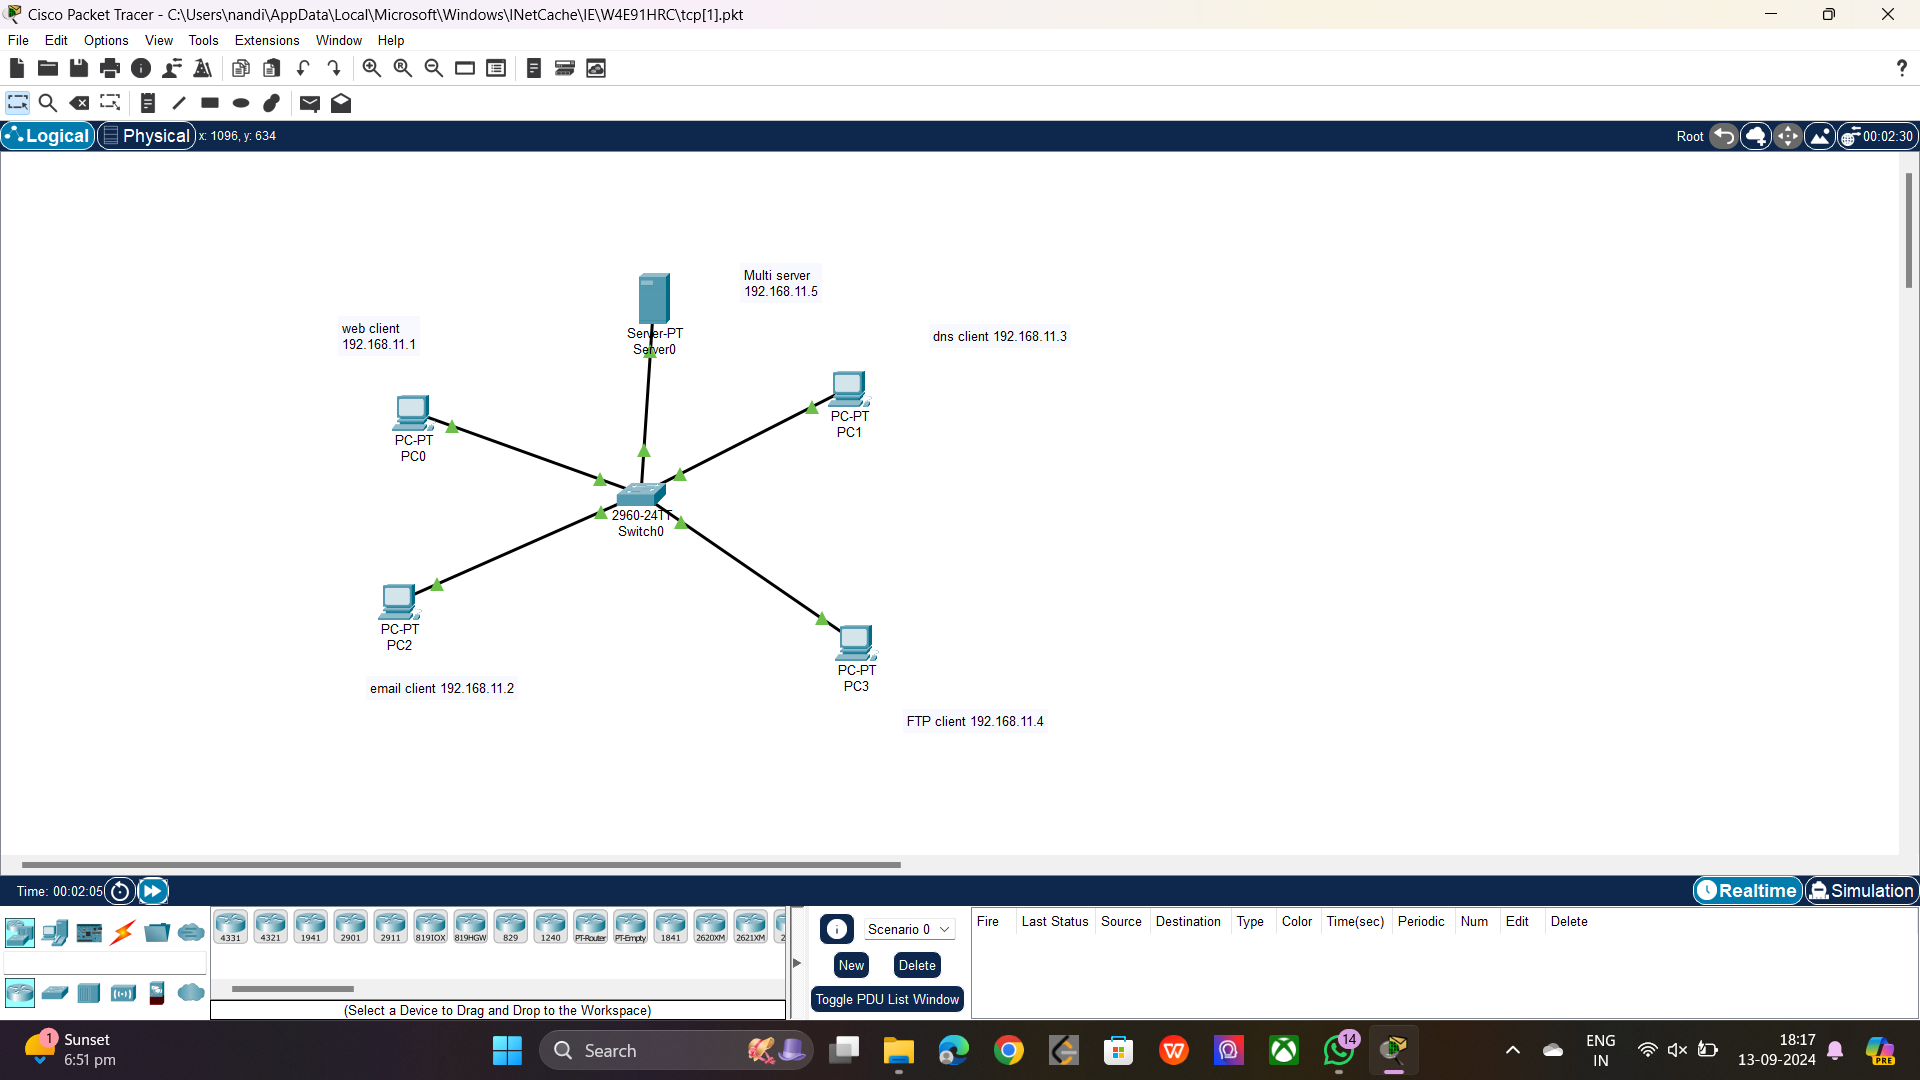 Cisco Packet Tracer - C:\Users\nandi\AppData\Local\Microsoft\Windows\INetCache\IE\W4E91HRC\tcp[1].pkt
File Edit Options View Tools Extensions Window Help
?
Logical Physical x: 1096, y: 634 Root 00:02:30
Multi server
192.168.11.5
web client
192.168.11.1
Server-PT
Server0
dns client 192.168.11.3
PC-PT
PC1
PC-PT
PC0
2960-24TT
Switch0
PC-PT
PC2
PC-PT
PC3
email client 192.168.11.2
FTP client 192.168.11.4
Time: 00:02:05 Realtime Simulation
4331 4321 1941 2901 2911 819IOX 819HGW 829 1240 PT-Router PT-Empty 1841 2620XM 2621XM 2
(Select a Device to Drag and Drop to the Workspace)
Scenario 0
New Delete
Toggle PDU List Window
Fire Last Status Source Destination Type Color Time(sec) Periodic Num Edit Delete
1
Sunset
6:51 pm
Search
14
ENG
IN
18:17
13-09-2024
PRE